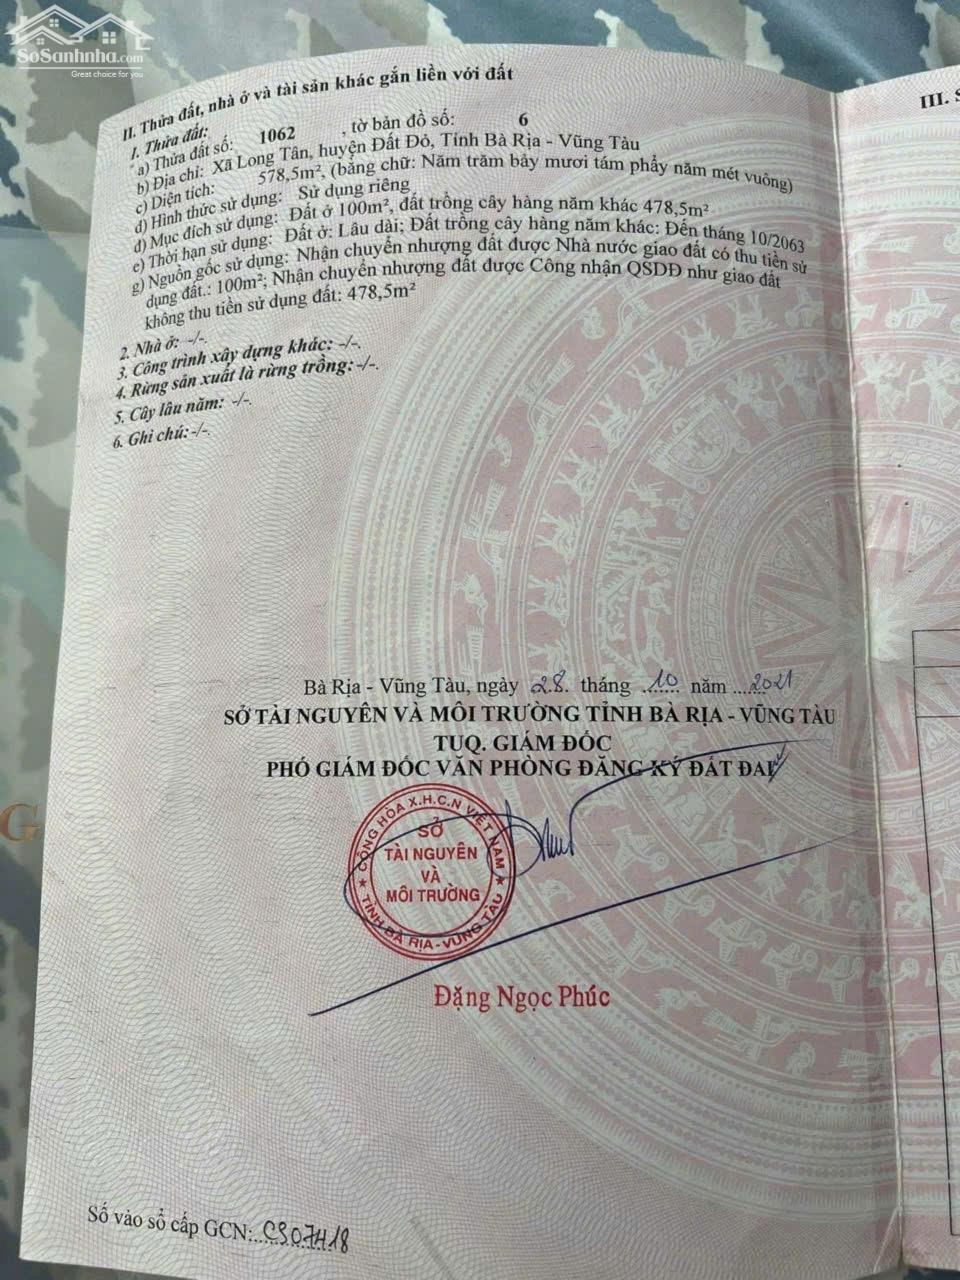 SoSanhnha.com
Great choice for you
II. Thửa đất, nhà ở và tài sản khác gắn liền với đất
1. Thửa đất:
a) Thửa đất số: 1062 , tờ bản đồ số: 6
b) Địa chỉ: Xã Long Tân, huyện Đất Đỏ, Tỉnh Bà Rịa - Vũng Tàu
c) Diện tích: 578,5m², (bằng chữ: Năm trăm bảy mươi tám phẩy năm mét vuông)
d) Hình thức sử dụng: Sử dụng riêng
đ) Mục đích sử dụng: Đất ở 100m², đất trồng cây hàng năm khác 478,5m²
e) Thời hạn sử dụng: Đất ở: Lâu dài; Đất trồng cây hàng năm khác: Đến tháng 10/2063
g) Nguồn gốc sử dụng: Nhận chuyển nhượng đất được Nhà nước giao đất có thu tiền sử
dụng đất.: 100m²; Nhận chuyển nhượng đất được Công nhận QSDĐ như giao đất
không thu tiền sử dụng đất: 478,5m²
2. Nhà ở: -/-.
3. Công trình xây dựng khác: -/-.
4. Rừng sản xuất là rừng trồng: -/-.
5. Cây lâu năm: -/-.
6. Ghi chú: -/-.
III. S
Bà Rịa - Vũng Tàu, ngày 28 tháng 10 năm 2021
SỞ TÀI NGUYÊN VÀ MÔI TRƯỜNG TỈNH BÀ RỊA - VŨNG TÀU
TUQ. GIÁM ĐỐC
PHÓ GIÁM ĐỐC VĂN PHÒNG ĐĂNG KÝ ĐẤT ĐAI
CỘNG HÒA X.H.C.N VIỆT NAM
SỞ
TÀI NGUYÊN
VÀ
MÔI TRƯỜNG
TỈNH BÀ RỊA - VŨNG TÀU
Đặng Ngọc Phúc
G
Số vào sổ cấp GCN: CS07418